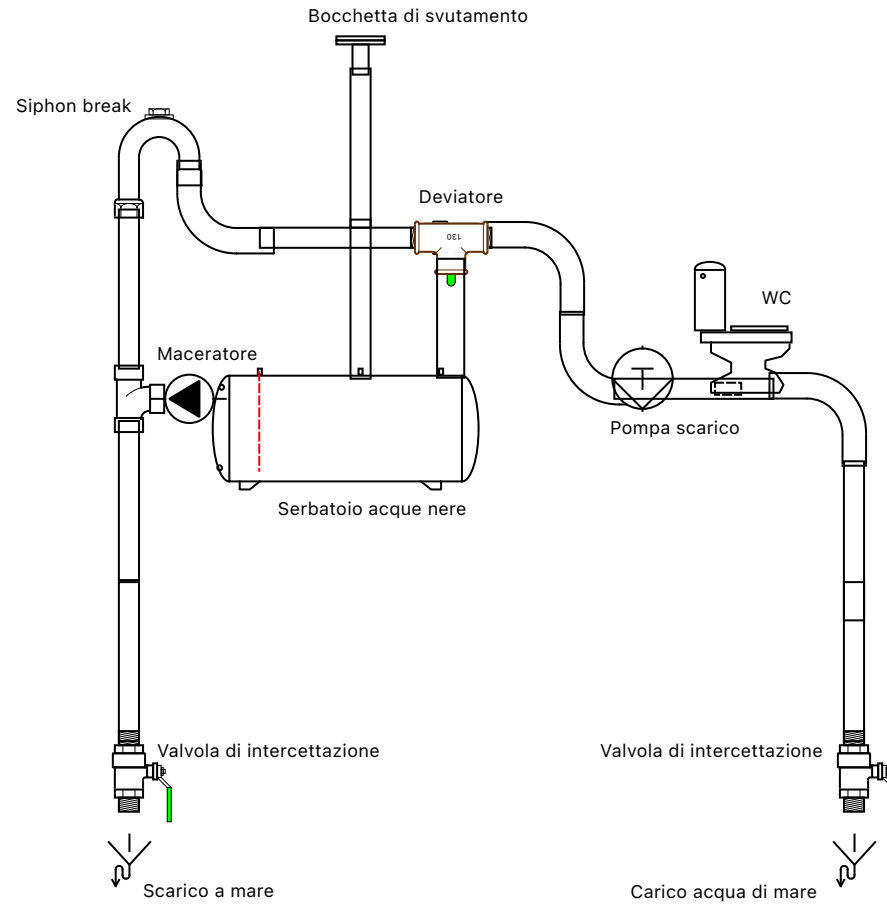 Bocchetta di svutamento
Siphon break
Deviatore
130
WC
Maceratore
Pompa scarico
Serbatoio acque nere
Valvola di intercettazione
Valvola di intercettazione
Scarico a mare
Carico acqua di mare